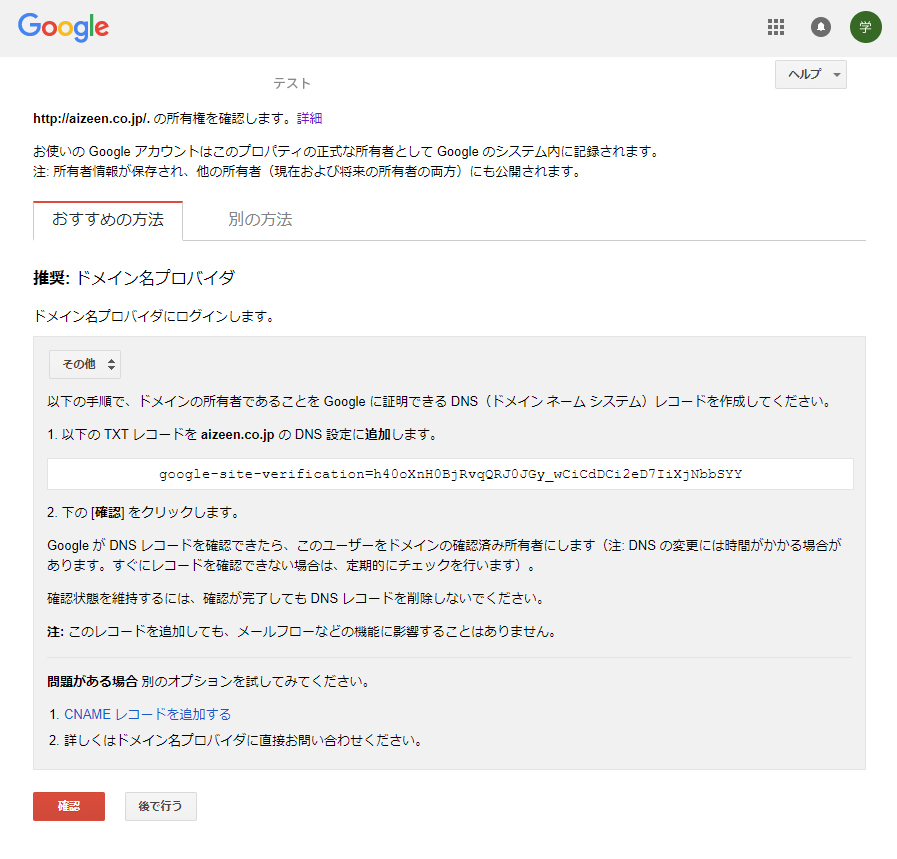 Google
学
テスト
ヘルプ
http://aizeen.co.jp/. の所有権を確認します。詳細
お使いの Google アカウントはこのプロパティの正式な所有者として Google のシステム内に記録されます。
注: 所有者情報が保存され、他の所有者（現在および将来の所有者の両方）にも公開されます。
おすすめの方法 別の方法
推奨: ドメイン名プロバイダ
ドメイン名プロバイダにログインします。
その他
以下の手順で、ドメインの所有者であることを Google に証明できる DNS（ドメイン ネーム システム）レコードを作成してください。
1. 以下の TXT レコードを aizeen.co.jp の DNS 設定に追加します。
google-site-verification=h40oXnH0BjRvqQRJ0JGy_wCiCdDCi2eD7IiXjNbbSYY
2. 下の [確認] をクリックします。
Google が DNS レコードを確認できたら、このユーザーをドメインの確認済み所有者にします（注: DNS の変更には時間がかかる場合が
あります。すぐにレコードを確認できない場合は、定期的にチェックを行います）。
確認状態を維持するには、確認が完了しても DNS レコードを削除しないでください。
注: このレコードを追加しても、メールフローなどの機能に影響することはありません。
問題がある場合 別のオプションを試してみてください。
1. CNAME レコードを追加する
2. 詳しくはドメイン名プロバイダに直接お問い合わせください。
確認 後で行う